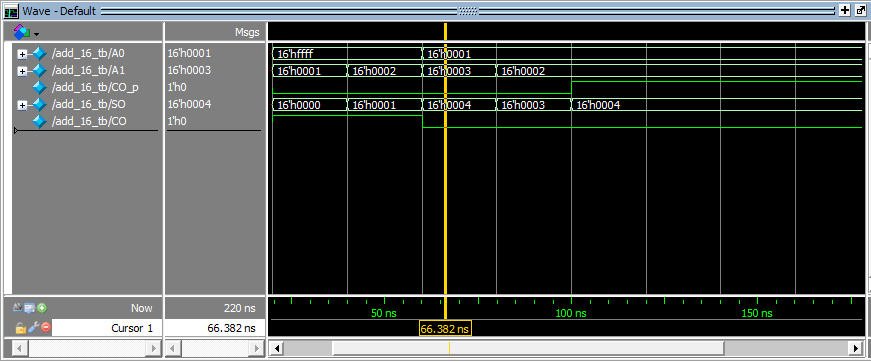 Wave - Default
Msgs
/add_16_tb/A0 16'h0001 16'hffff 16'h0001
/add_16_tb/A1 16'h0003 16'h0001 16'h0002 16'h0003 16'h0002
/add_16_tb/CO_p 1'h0
/add_16_tb/SO 16'h0004 16'h0000 16'h0001 16'h0004 16'h0003 16'h0004
/add_16_tb/CO 1'h0
Now 220 ns 50 ns 100 ns 150 ns
Cursor 1 66.382 ns 66.382 ns